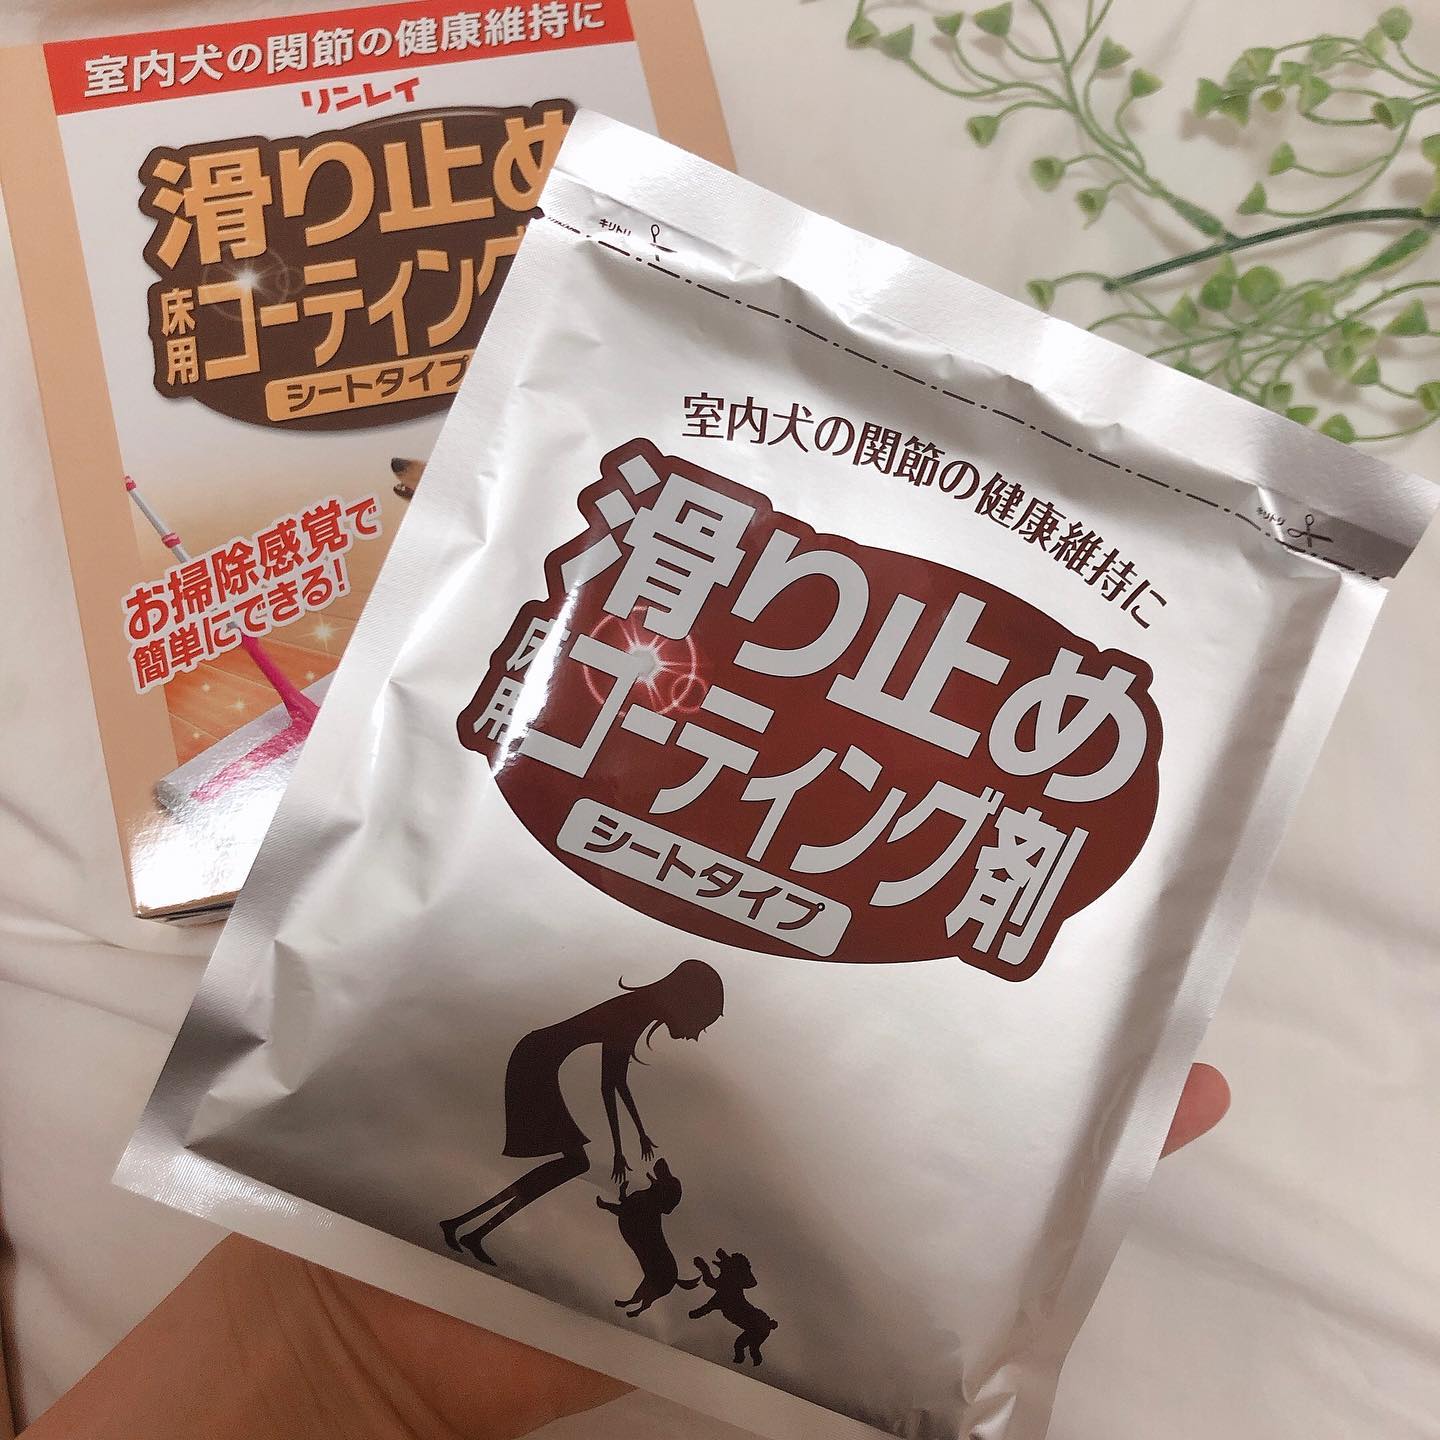 室内犬の関節の健康維持に
リンレイ
滑り止め
床用
コーティング
シートタイプ
お掃除感覚で
簡単にできる!
キリトリ
キリトリ
室内犬の関節の健康維持に
滑り止め
床用
コーティング剤
シートタイプ